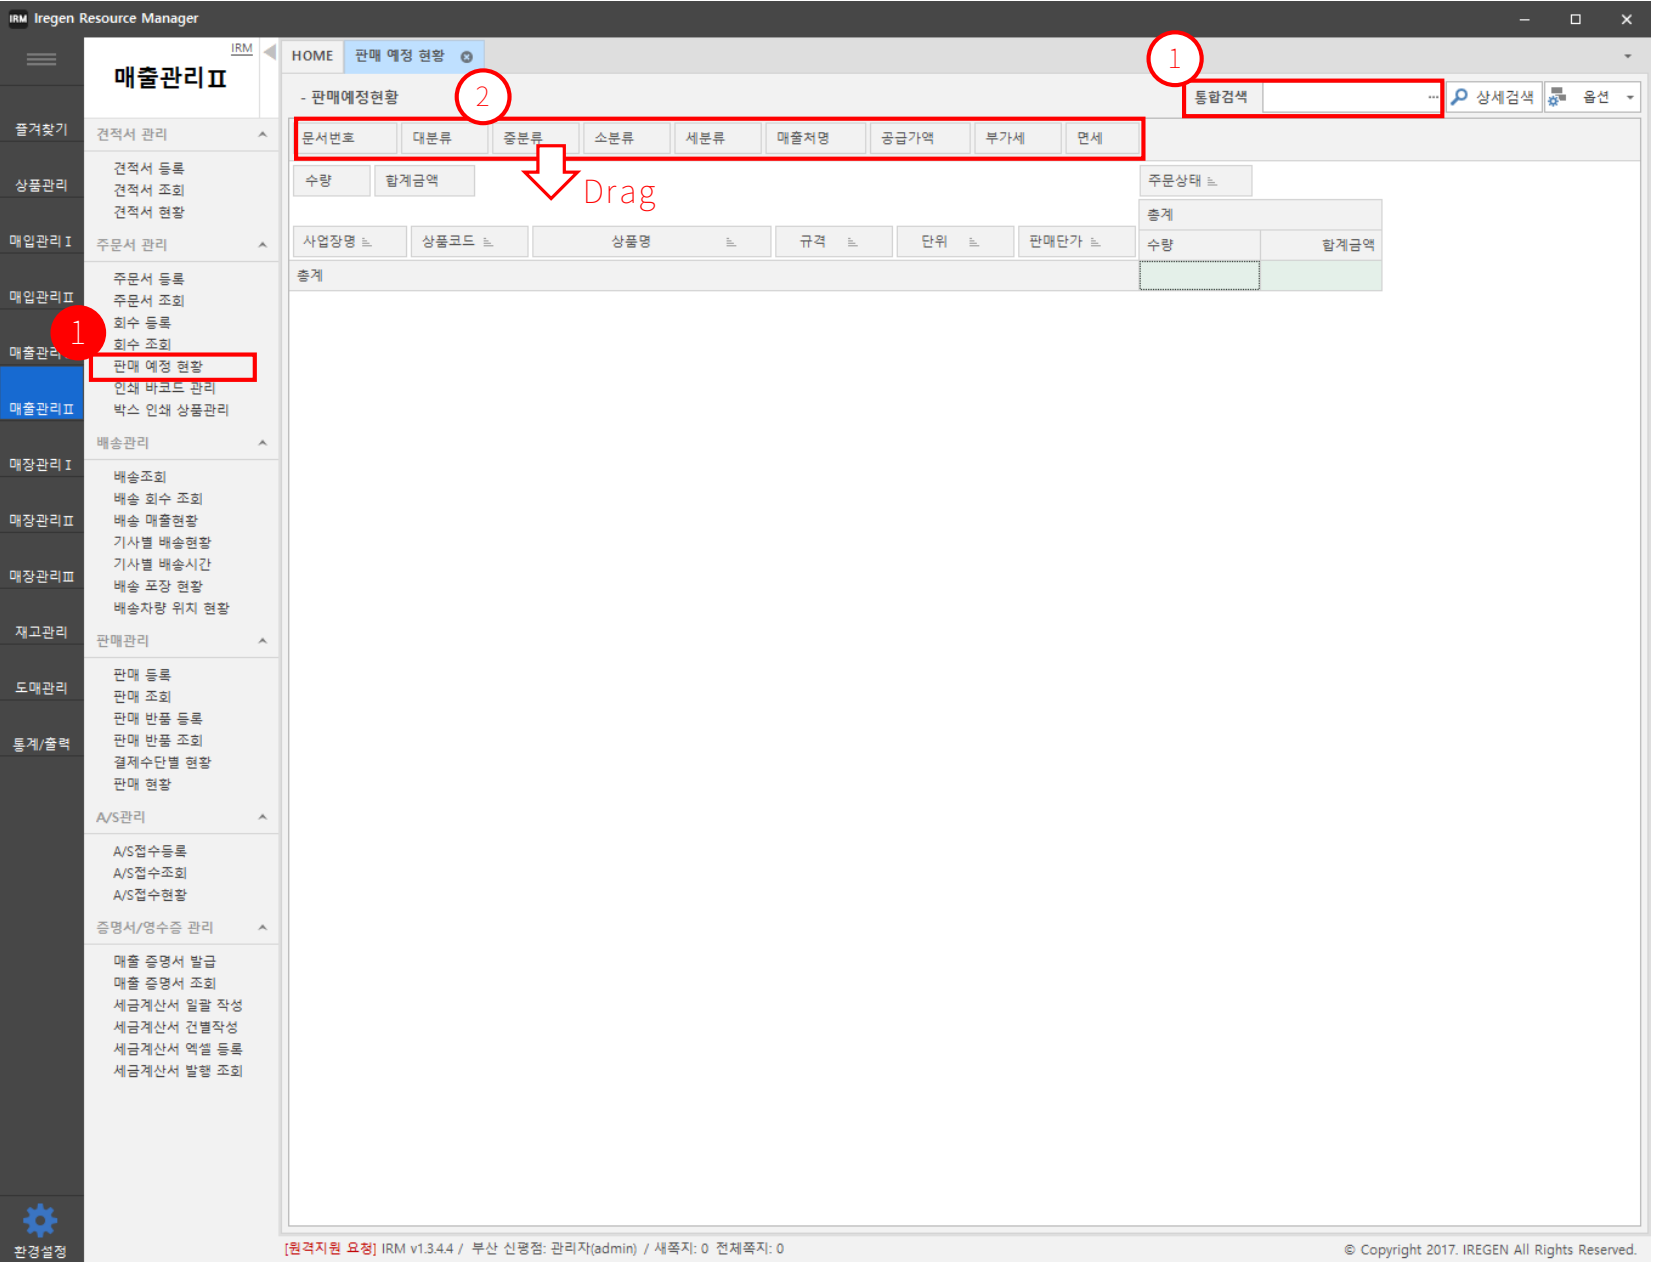 IRM Iregen Resource Manager
IRM
매출관리Ⅱ
HOME 판매 예정 현황
1
- 판매예정현황
2
통합검색 ... 상세검색 옵션
문서번호 대분류 중분류 소분류 세분류 매출처명 공급가액 부가세 면세
수량 합계금액
Drag
주문상태
총계
사업장명 상품코드 상품명 규격 단위 판매단가 수량 합계금액
총계
즐겨찾기
상품관리
매입관리Ⅰ
매입관리Ⅱ
매출관리
매출관리Ⅱ
매장관리Ⅰ
매장관리Ⅱ
매장관리Ⅲ
재고관리
도매관리
통계/출력
환경설정
견적서 관리
견적서 등록
견적서 조회
견적서 현황
주문서 관리
주문서 등록
주문서 조회
회수 등록
회수 조회
1
판매 예정 현황
인쇄 바코드 관리
박스 인쇄 상품관리
배송관리
배송조회
배송 회수 조회
배송 매출현황
기사별 배송현황
기사별 배송시간
배송 포장 현황
배송차량 위치 현황
판매관리
판매 등록
판매 조회
판매 반품 등록
판매 반품 조회
결제수단별 현황
판매 현황
A/S관리
A/S접수등록
A/S접수조회
A/S접수현황
증명서/영수증 관리
매출 증명서 발급
매출 증명서 조회
세금계산서 일괄 작성
세금계산서 건별작성
세금계산서 엑셀 등록
세금계산서 발행 조회
[원격지원 요청] IRM v1.3.4.4 / 부산 신평점: 관리자(admin) / 새쪽지: 0 전체쪽지: 0
© Copyright 2017. IREGEN All Rights Reserved.